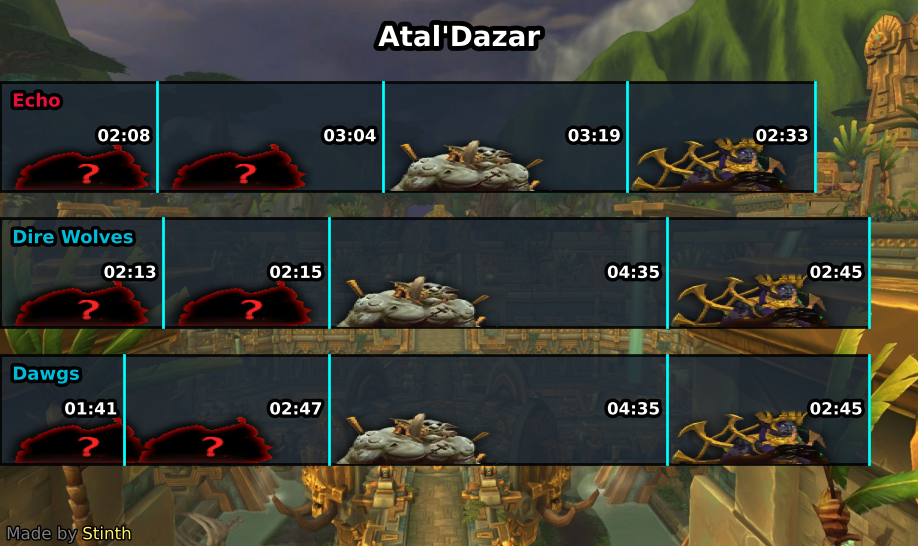 Atal'Dazar
Echo
02:08 03:04 03:19 02:33
? ?
Dire Wolves
02:13 02:15 04:35 02:45
? ?
Dawgs
01:41 02:47 04:35 02:45
? ?
Made by Stinth